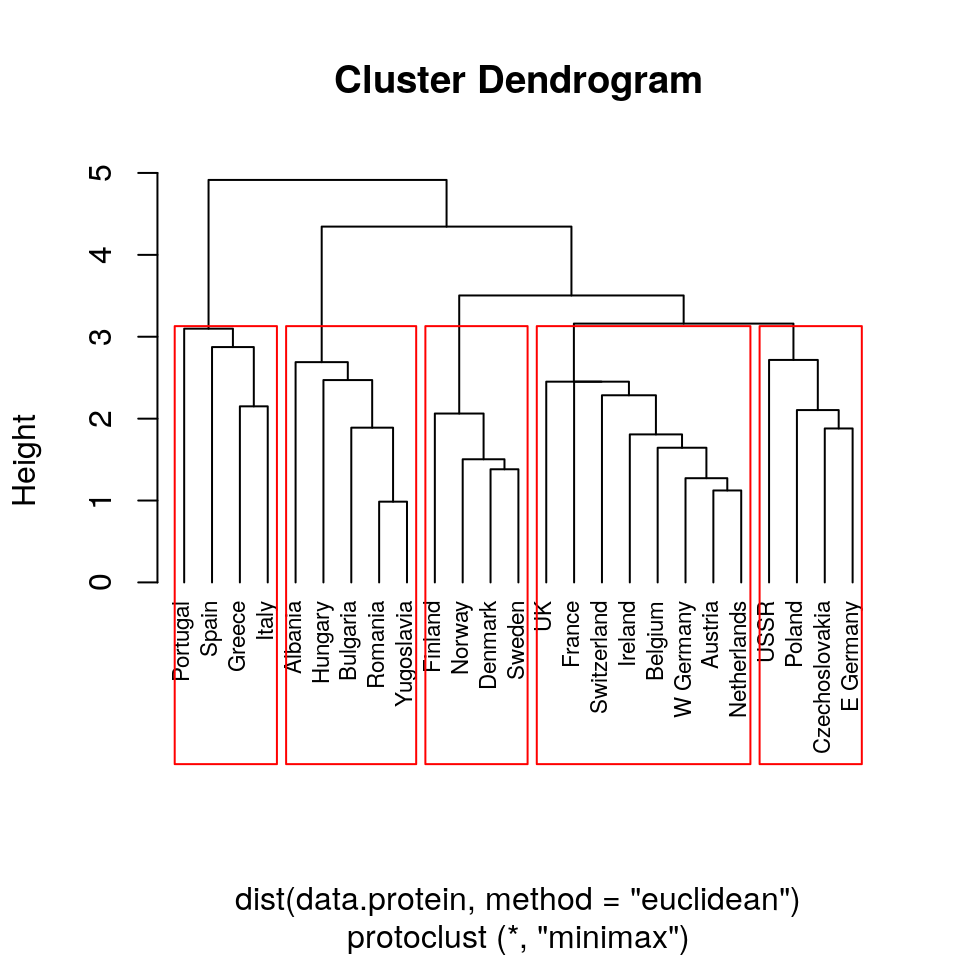 Cluster Dendrogram
Height
5
4
3
2
1
0
Portugal
Spain
Greece
Italy
Albania
Hungary
Bulgaria
Romania
Yugoslavia
Finland
Norway
Denmark
Sweden
UK
France
Switzerland
Ireland
Belgium
W Germany
Austria
Netherlands
USSR
Poland
Czechoslovakia
E Germany
dist(data.protein, method = "euclidean")
protoclust (*, "minimax")